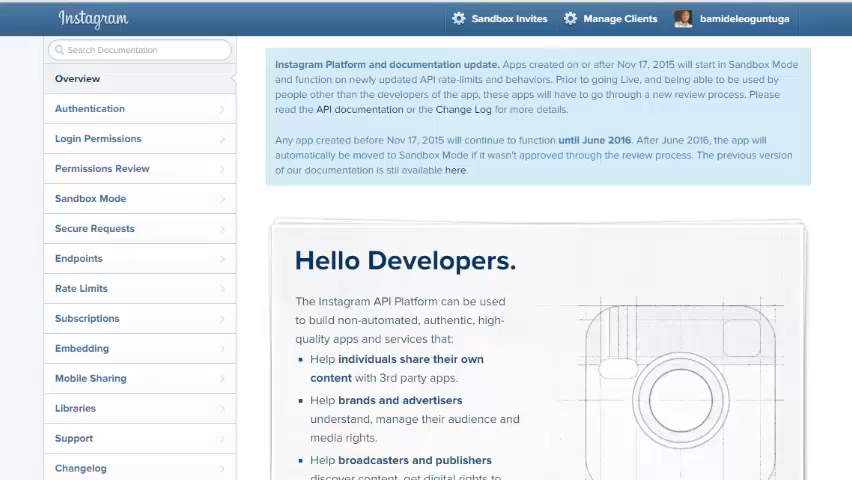 Instagram
Sandbox Invites
Manage Clients
bamideleoguntuga
Search Documentation
Overview
Authentication
Login Permissions
Permissions Review
Sandbox Mode
Secure Requests
Endpoints
Rate Limits
Subscriptions
Embedding
Mobile Sharing
Libraries
Support
Changelog
Instagram Platform and documentation update. Apps created on or after Nov 17, 2015 will start in Sandbox Mode
and function on newly updated API rate-limits and behaviors. Prior to going Live, and being able to be used by
people other than the developers of the app, these apps will have to go through a new review process. Please
read the API documentation or the Change Log for more details.
Any app created before Nov 17, 2015 will continue to function until June 2016. After June 2016, the app will
automatically be moved to Sandbox Mode if it wasn't approved through the review process. The previous version
of our documentation is stil available here.
Hello Developers.
The Instagram API Platform can be used
to build non-automated, authentic, high-
quality apps and services that:
Help individuals share their own
content with 3rd party apps.
Help brands and advertisers
understand, manage their audience and
media rights.
Help broadcasters and publishers
discover content, get digital rights to